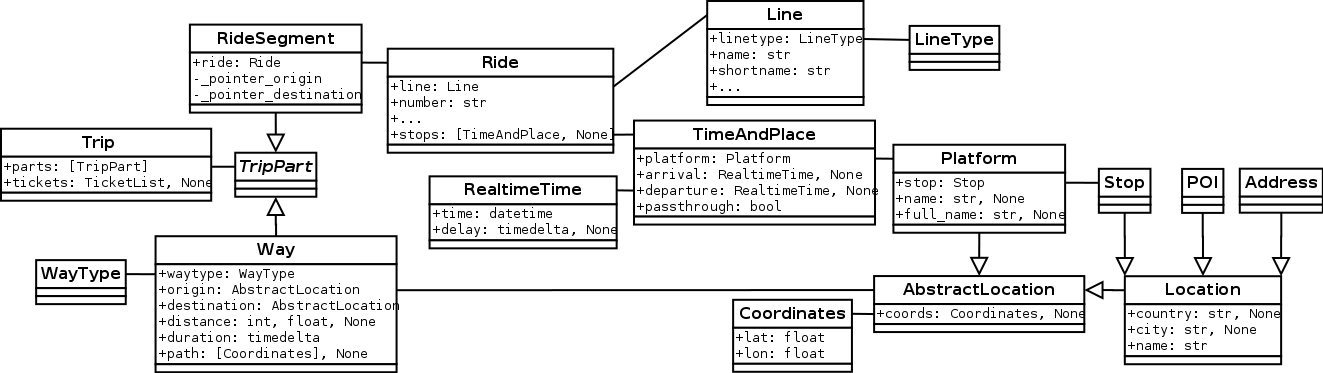 RideSegment
+ride: Ride
-_pointer_origin
-_pointer_destination
Ride
+line: Line
+number: str
+...
+stops: [TimeAndPlace, None]
Line
+linetype: LineType
+name: str
+shortname: str
+...
LineType
Trip
+parts: [TripPart]
+tickets: TicketList, None
TripPart
RealtimeTime
+time: datetime
+delay: timedelta, None
TimeAndPlace
+platform: Platform
+arrival: RealtimeTime, None
+departure: RealtimeTime, None
+passthrough: bool
Platform
+stop: Stop
+name: str, None
+full_name: str, None
Stop
POI
Address
WayType
Way
+waytype: WayType
+origin: AbstractLocation
+destination: AbstractLocation
+distance: int, float, None
+duration: timedelta
+path: [Coordinates], None
Coordinates
+lat: float
+lon: float
AbstractLocation
+coords: Coordinates, None
Location
+country: str, None
+city: str, None
+name: str